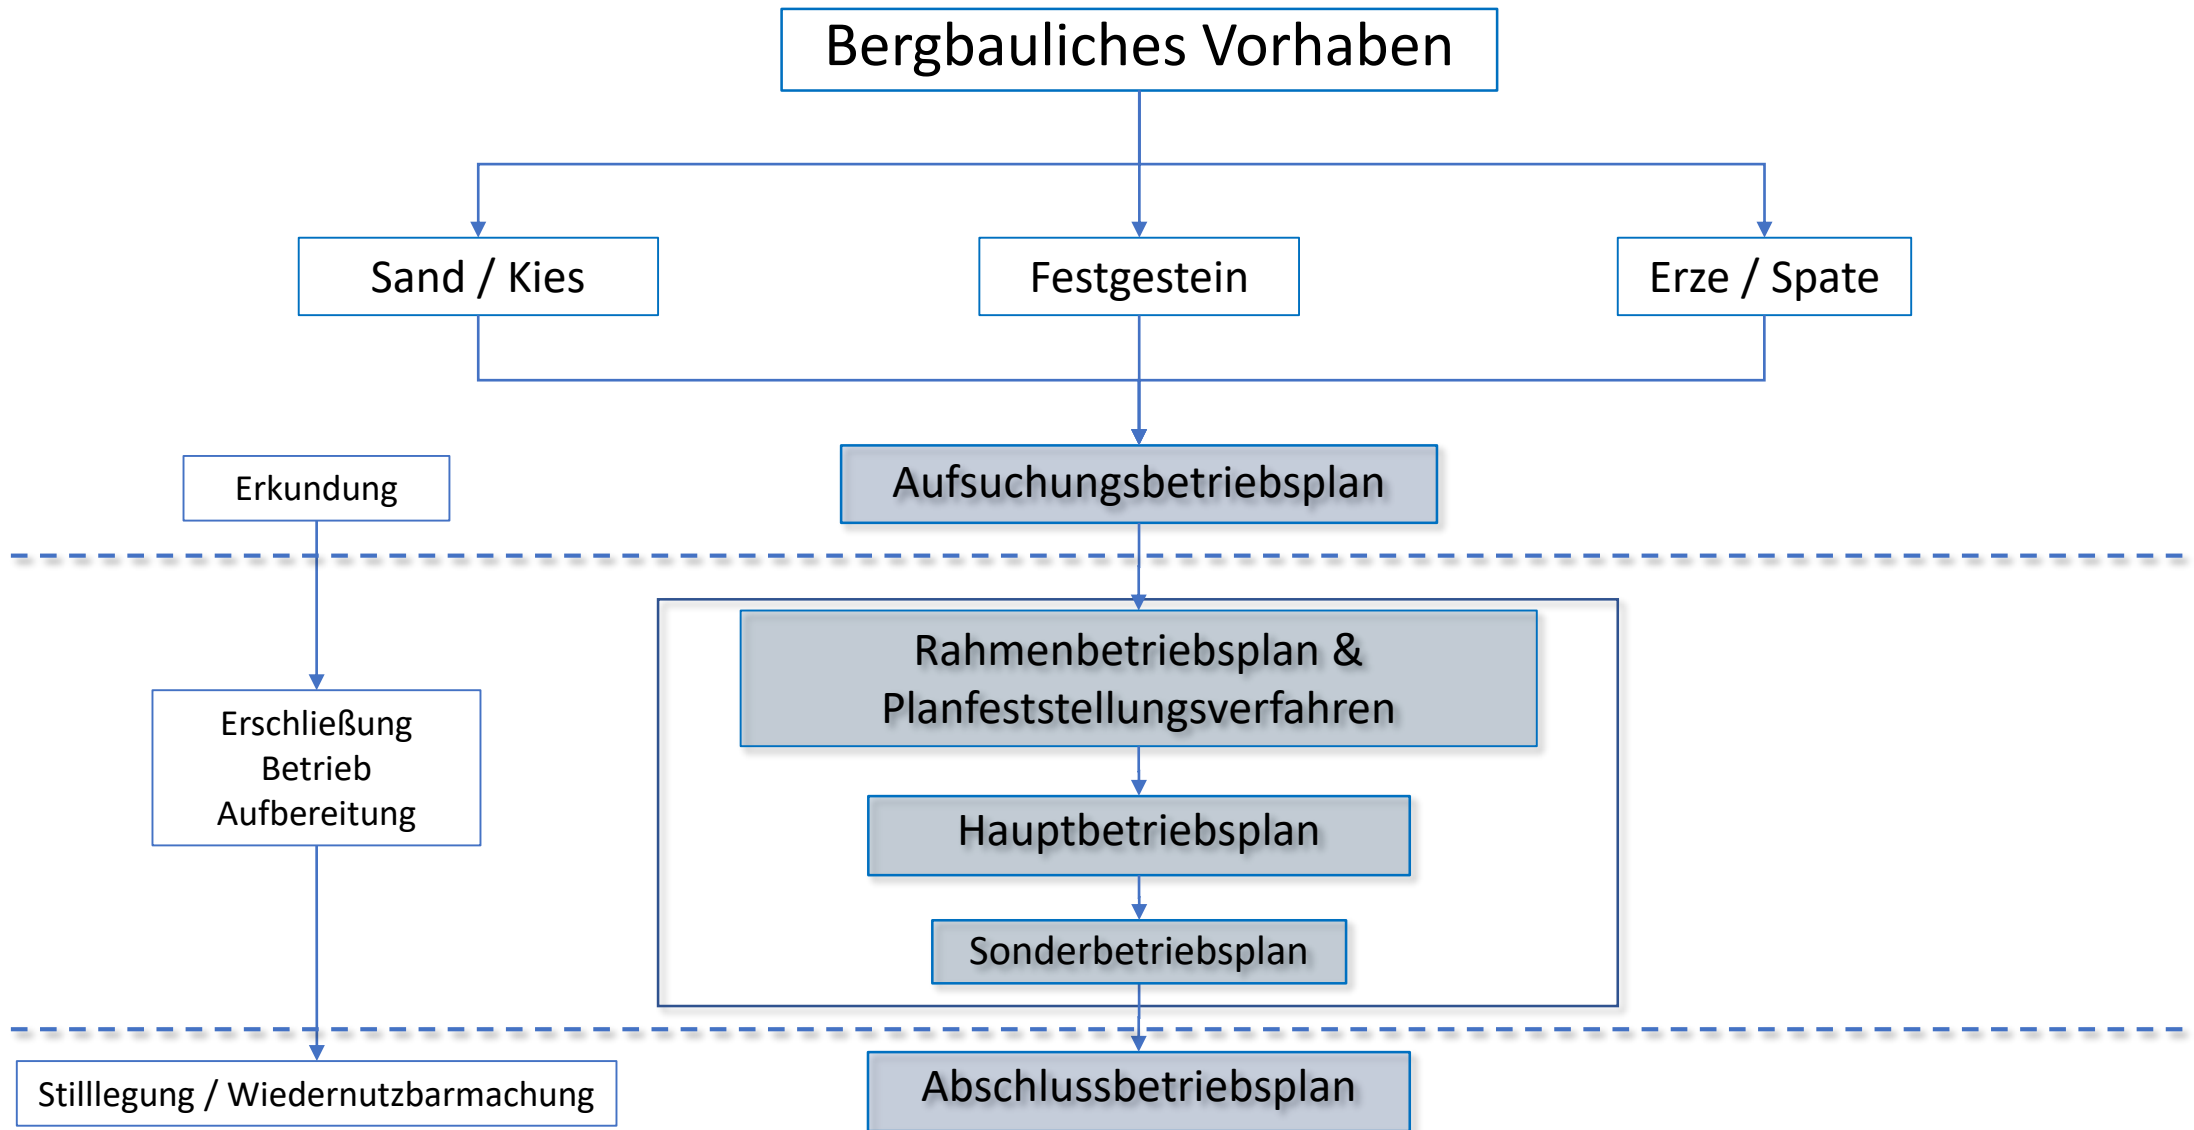 Bergbauliches Vorhaben
Sand / Kies
Festgestein
Erze / Spate
Erkundung
Aufsuchungsbetriebsplan
Rahmenbetriebsplan &
Planfeststellungsverfahren
Erschließung
Betrieb
Aufbereitung
Hauptbetriebsplan
Sonderbetriebsplan
Stilllegung / Wiedernutzbarmachung
Abschlussbetriebsplan